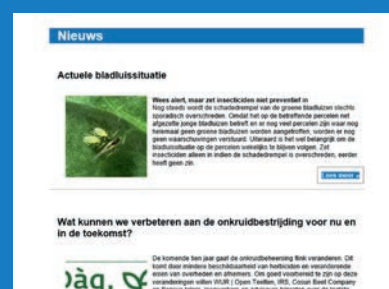 Nieuws
Actuele bladluissituatie
Wees alert, maar zet insecticiden niet preventief in
Nog steeds wordt de schadedrempel van de groene bladluizen slechts
sporadisch overschreden. Omdat het op de betreffende percelen net
afgezette jonge bladluizen betreft en er nog veel percelen zijn waar nog
helemaal geen groene bladluizen worden aangetroffen, worden er nog
geen waarschuwingen verstuurd. Uiteraard is het wel belangrijk om de
bladluissituatie op de percelen wekelijks te blijven volgen. Zet
insecticiden alleen in indien de schadedrempel is overschreden, eerder
heeft geen zin.
Lees meer »
Wat kunnen we verbeteren aan de onkruidbestrijding voor nu en
in de toekomst?
De komende tien jaar gaat de onkruidbeheersing flink veranderen. Dit
komt door mindere beschikbaarheid van herbiciden en veranderende
eisen van overheden en afnemers. Om goed voorbereid te zijn op deze
veranderingen willen WUR | Open Teelten, IRS, Cosun Beet Company
dàg.